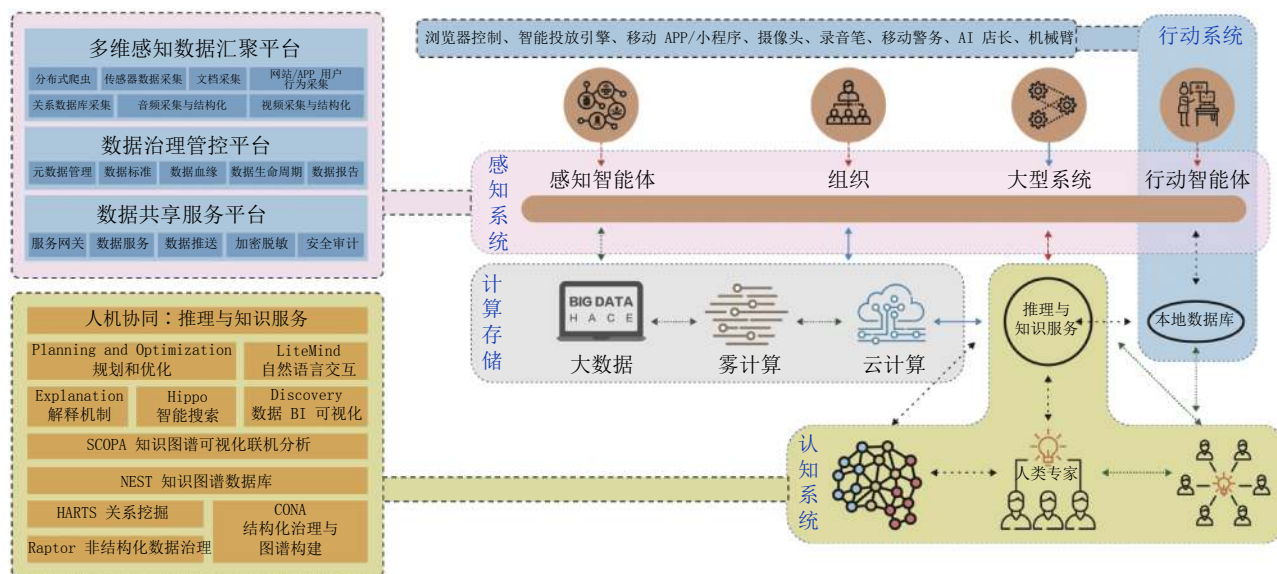 多维感知数据汇聚平台
分布式爬虫
传感器数据采集
文档采集
网站/APP 用户
行为采集
关系数据库采集
音频采集与结构化
视频采集与结构化
数据治理管控平台
元数据管理
数据标准
数据血缘
数据生命周期
数据报告
数据共享服务平台
服务网关
数据服务
数据推送
加密脱敏
安全审计
人机协同：推理与知识服务
Planning and Optimization
规划和优化
LiteMind
自然语言交互
Explanation
解释机制
Hippo
智能搜索
Discovery
数据 BI 可视化
SCOPA 知识图谱可视化联机分析
NEST 知识图谱数据库
HARTS 关系挖掘
Raptor 非结构化数据治理
CONA
结构化治理与
图谱构建
浏览器控制、智能投放引擎、移动 APP/小程序、摄像头、录音笔、移动警务、AI 店长、机械臂
行动系统
AI
感知系统
感知智能体
组织
大型系统
行动智能体
计算存储
BIG DATA
HACE
大数据
雾计算
云计算
推理与
知识服务
本地数据库
认知系统
人类专家